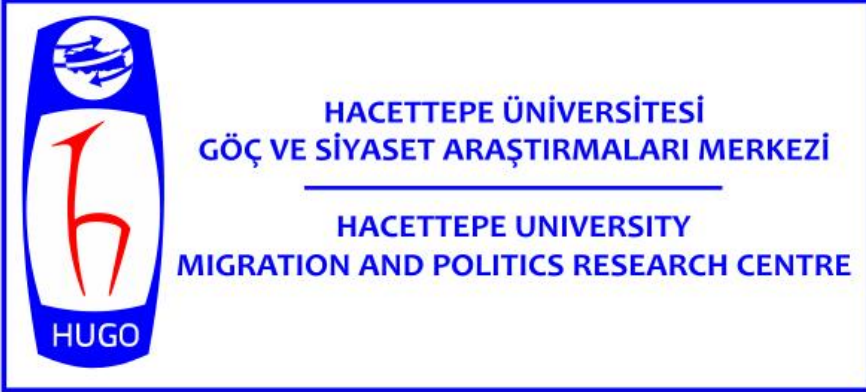 HACETTEPE ÜNİVERSİTESİ
GÖÇ VE SİYASET ARAŞTIRMALARI MERKEZİ
HACETTEPE UNIVERSITY
MIGRATION AND POLITICS RESEARCH CENTRE
HUGO